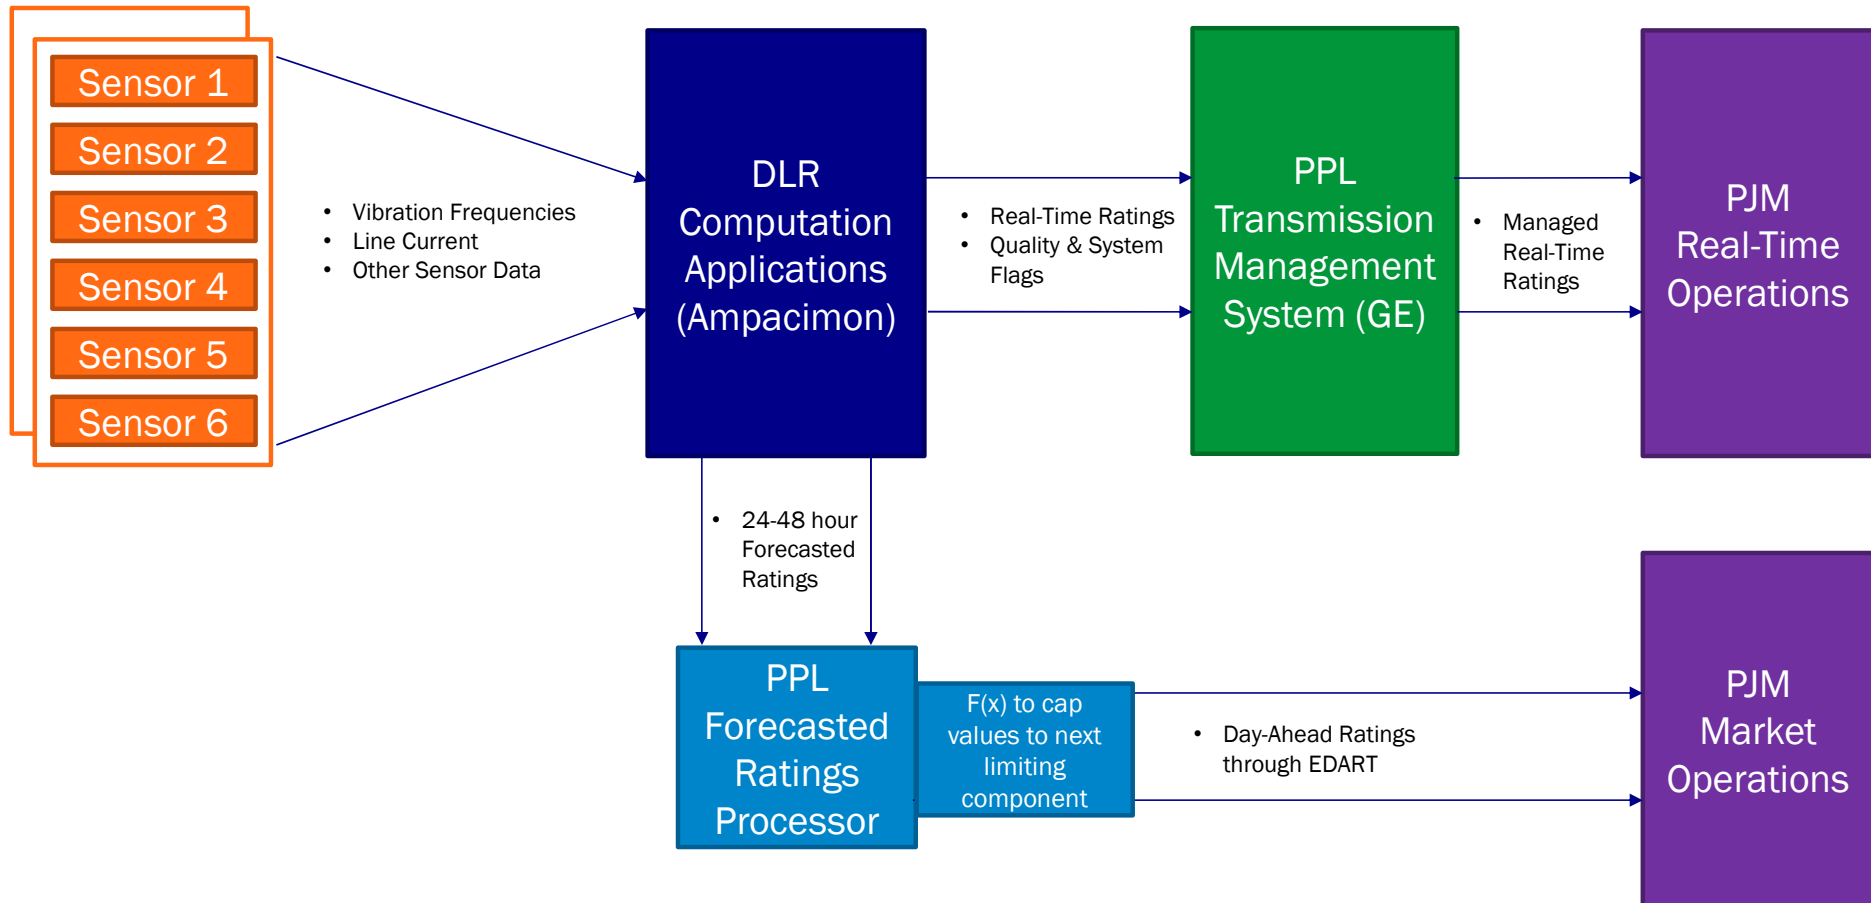 Sensor 1
Sensor 2
Sensor 3
Sensor 4
Sensor 5
Sensor 6
• Vibration Frequencies
• Line Current
• Other Sensor Data
DLR
Computation
Applications
(Ampacimon)
• Real-Time Ratings
• Quality & System
Flags
PPL
Transmission
Management
System (GE)
• Managed
Real-Time
Ratings
PJM
Real-Time
Operations
• 24-48 hour
Forecasted
Ratings
PPL
Forecasted
Ratings
Processor
F(x) to cap
values to next
limiting
component
• Day-Ahead Ratings
through EDART
PJM
Market
Operations